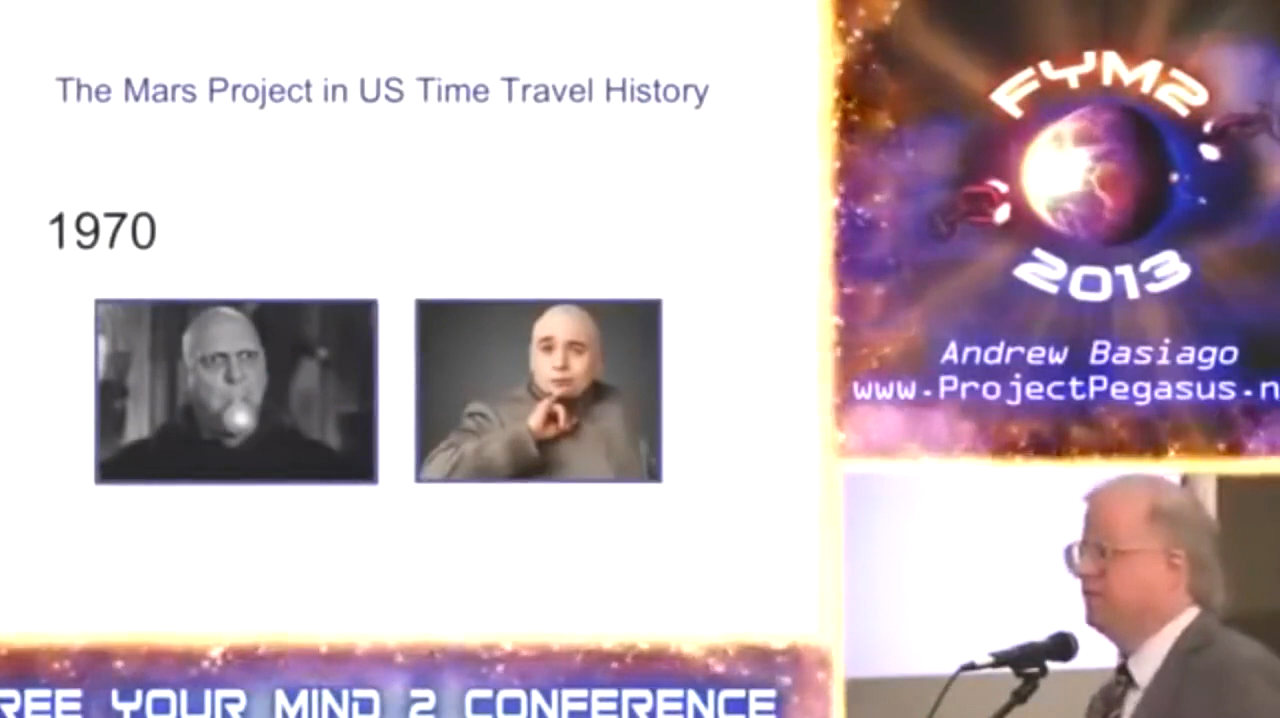 The Mars Project in US Time Travel History
1970
FYM2
2013
Andrew Basiago
www.ProjectPegasus.n
REE YOUR MIND 2 CONFERENCE